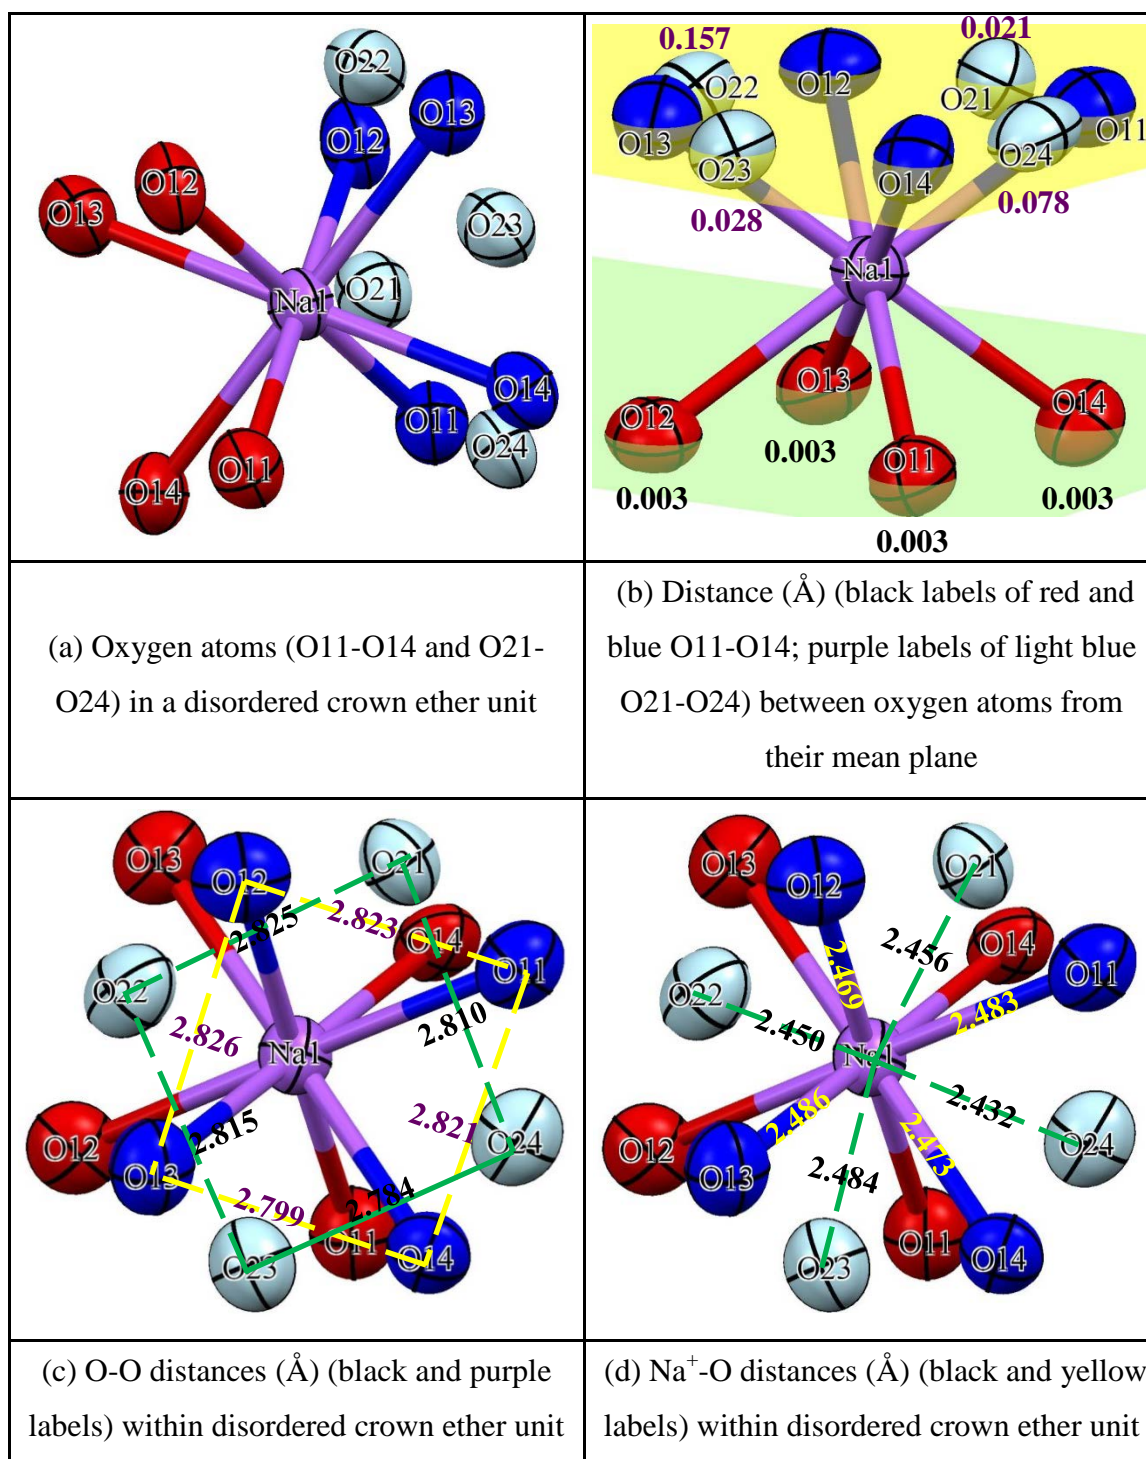 O22
O13
O12
O12
O13
O23
O21
Na1
O14
O11
O24
O11
O14
0.157
0.021
O22
O12
O21
O11
O13
O23
O24
O14
0.028
0.078
Na1
O13
O12
O14
0.003
O11
0.003
0.003
0.003
(a) Oxygen atoms (O11-O14 and O21-
O24) in a disordered crown ether unit
(b) Distance (Å) (black labels of red and
blue O11-O14; purple labels of light blue
O21-O24) between oxygen atoms from
their mean plane
O13
O12
O21
2.825
2.823
O14
O11
O22
2.810
2.826
Na1
O12
2.815
2.821
O24
O13
2.799
2.784
O11
O14
O23
O13
O12
O21
2.456
O14
O11
2.469
O22
2.450
2.483
Na1
2.432
O12
2.486
O24
O13
2.473
2.484
O11
O14
O23
(c) O-O distances (Å) (black and purple
labels) within disordered crown ether unit
(d) Na⁺-O distances (Å) (black and yellow
labels) within disordered crown ether unit